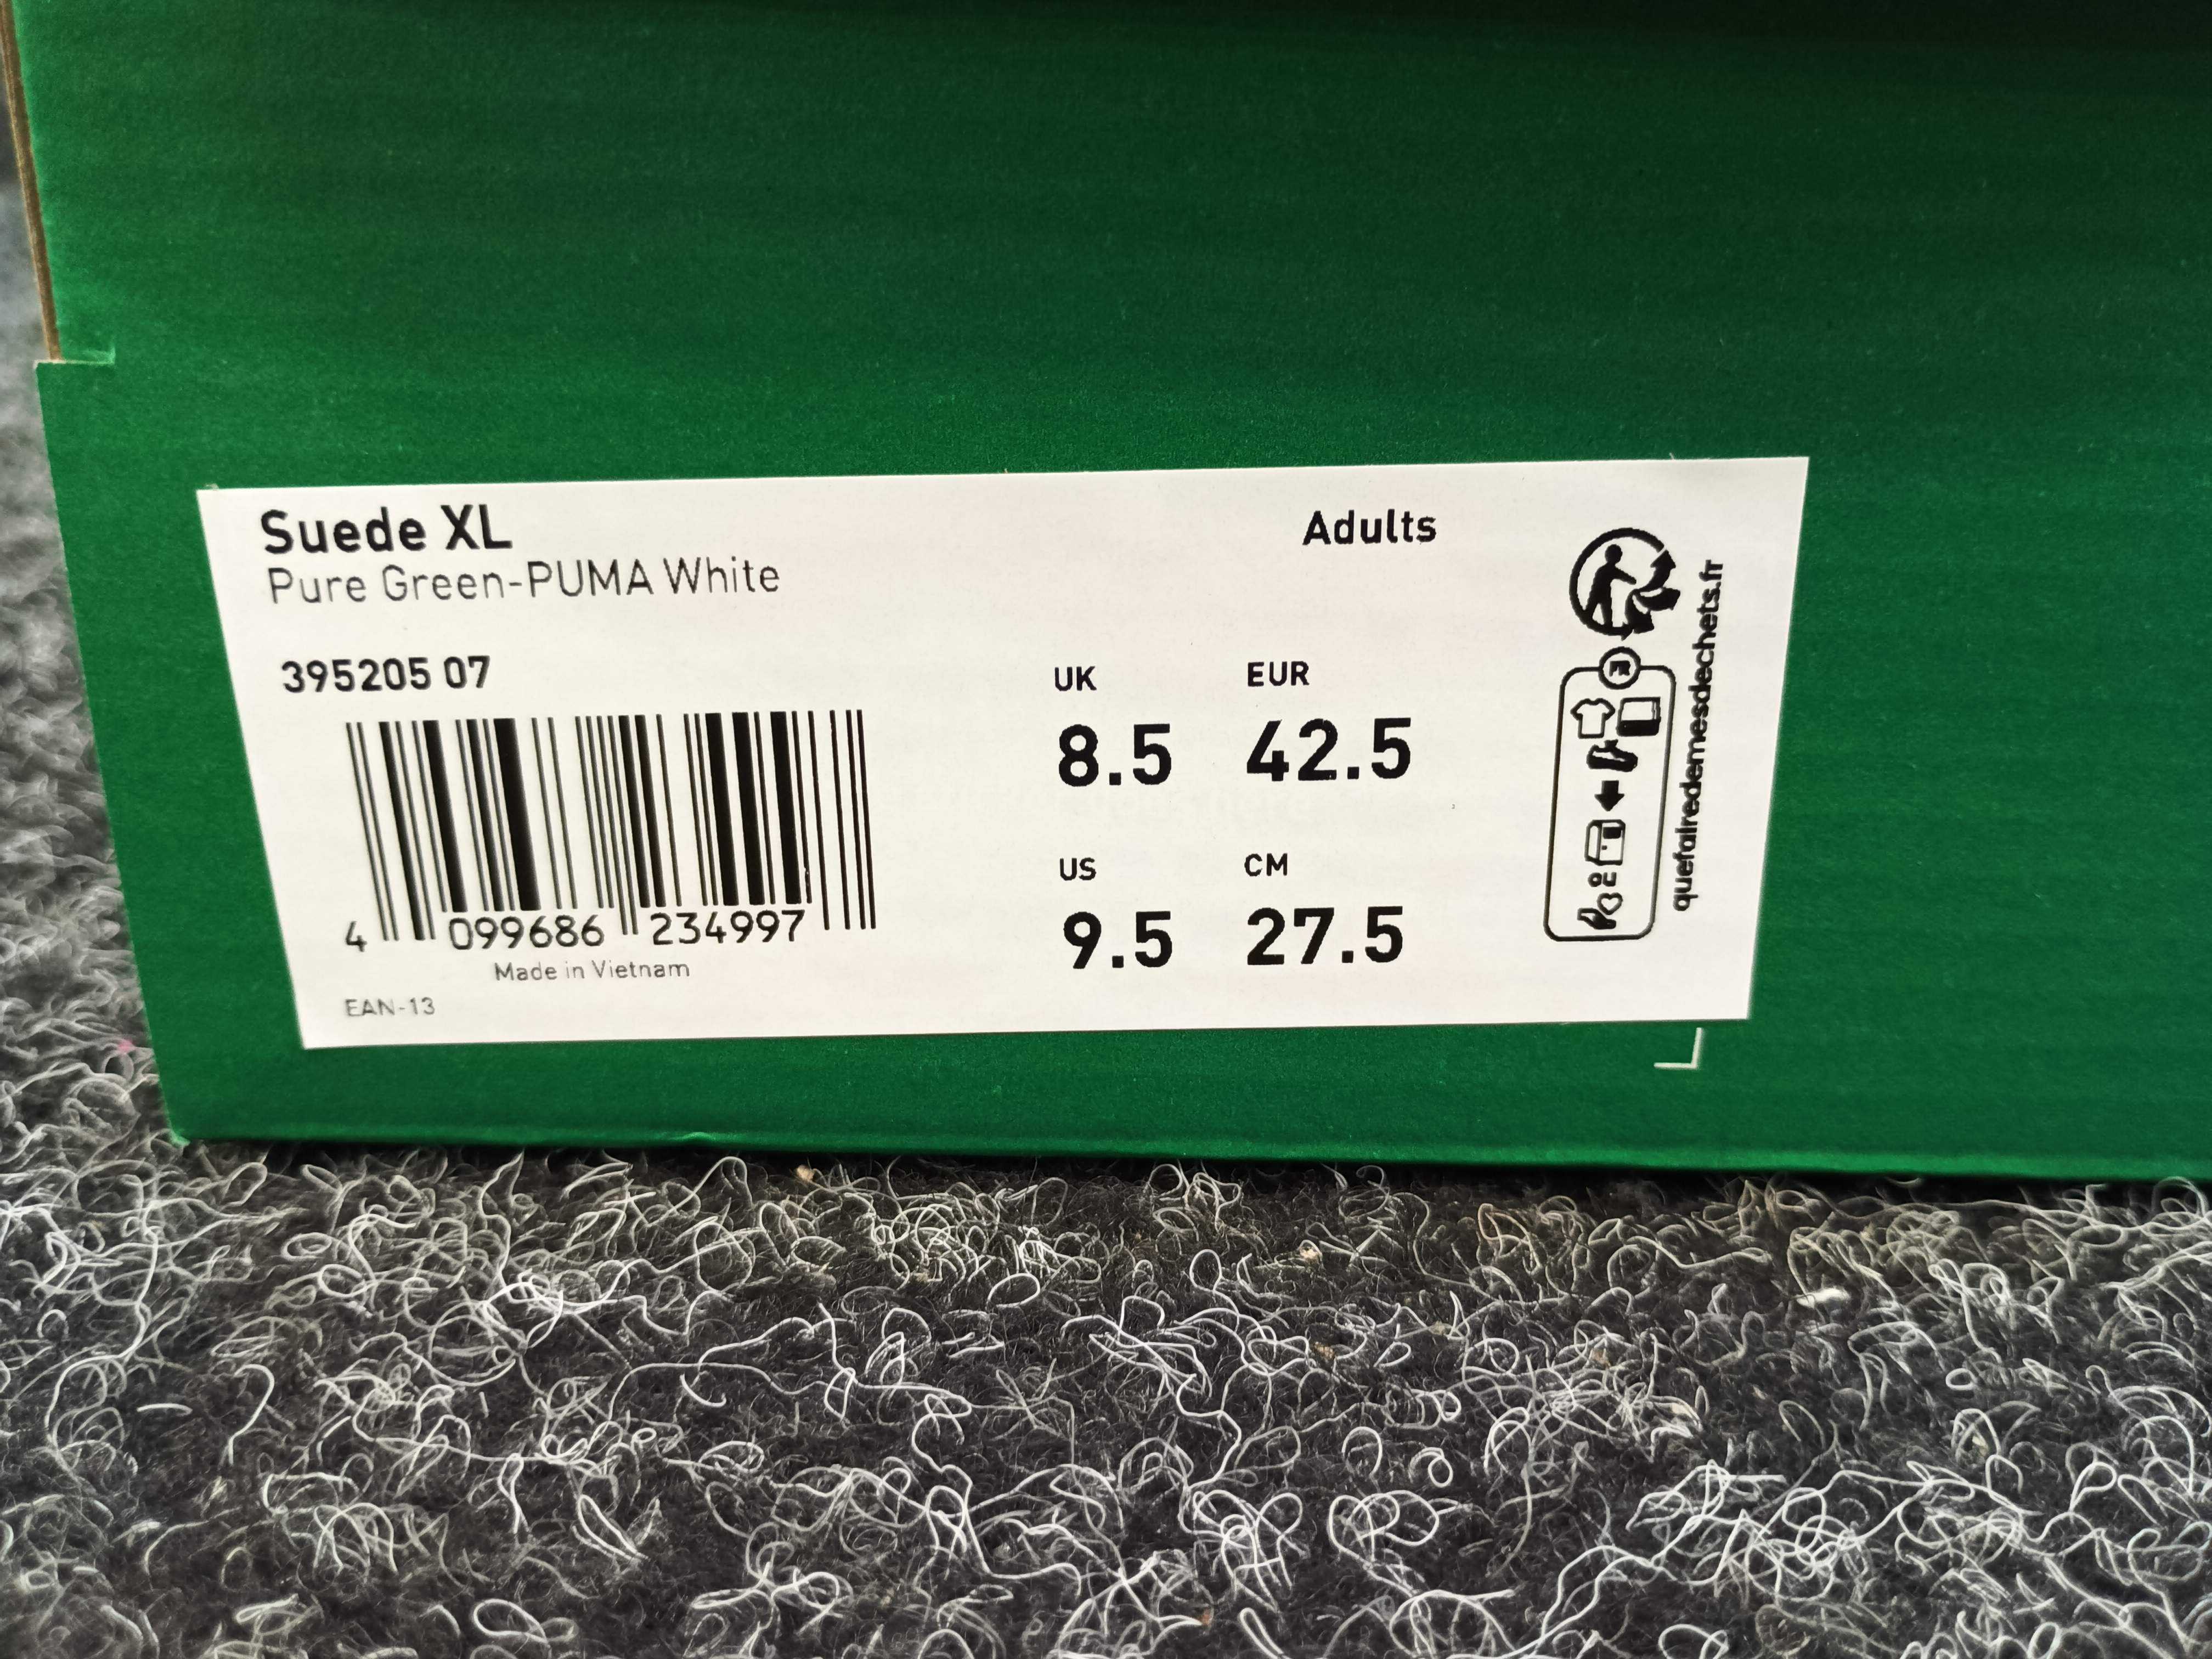 Suede XL
Pure Green-PUMA White
Adults
395205 07
UK EUR
8.5 42.5
US CM
9.5 27.5
4 099686 234997
Made in Vietnam
EAN-13
FR
quefairedemesdechets.fr